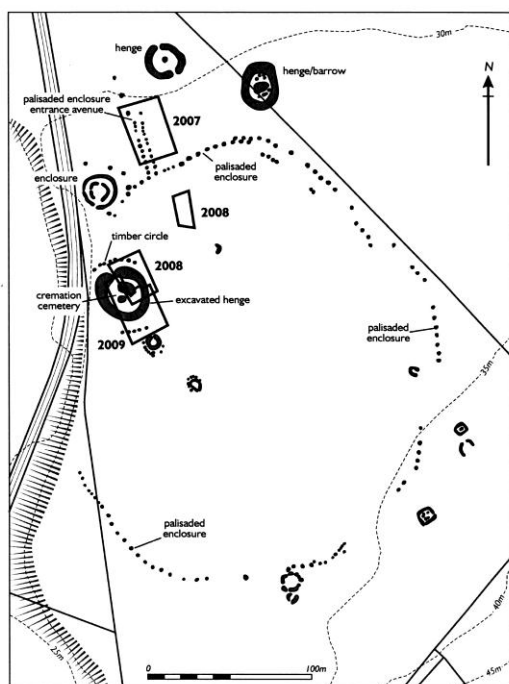 30m
henge
henge/barrow
N
palisaded enclosure
entrance avenue
2007
palisaded
enclosure
enclosure
2008
timber circle
2008
cremation
cemetery
excavated henge
2009
palisaded
enclosure
35m
palisaded
enclosure
25m
40m
45m
0
100m